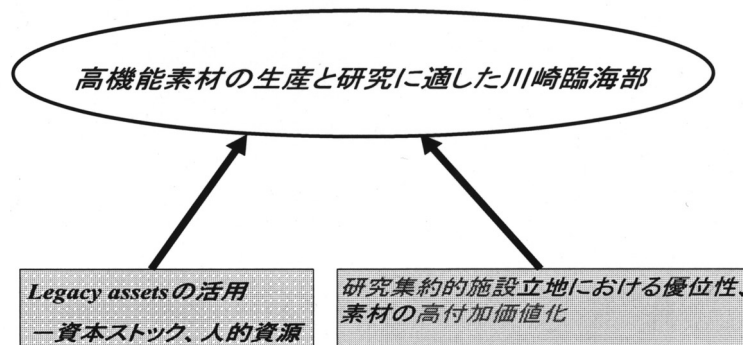 高機能素材の生産と研究に適した川崎臨海部
Legacy assetsの活用
－資本ストック、人的資源
研究集約的施設立地における優位性、
素材の高付加価値化